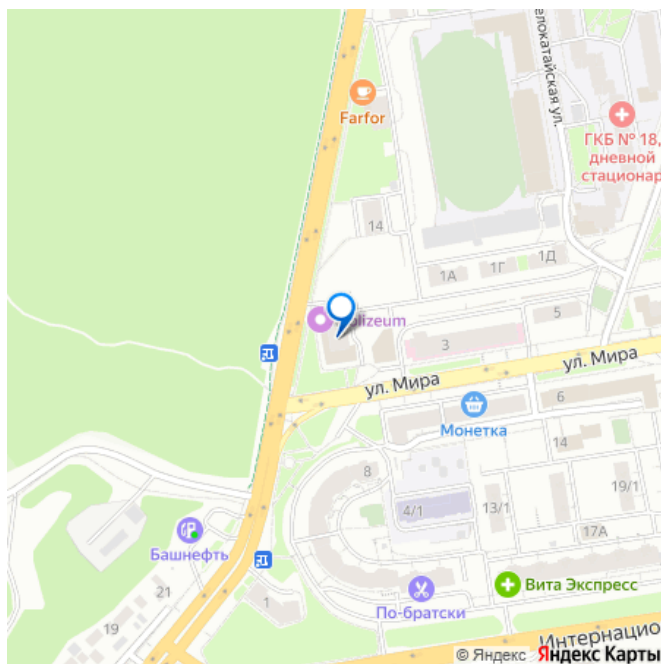 елокатайская ул.
Farfor
ГКБ № 18,
дневной
стационар
14
1А
1Г
1Д
lizeum
5
3
ул. Мира
ул. Мира
6
Монетка
14
8
19/1
13/1
4/1
17А
Башнефть
21
Вита Экспресс
1
По-братски
19
Интернацио
© Яндекс Яндекс Карты